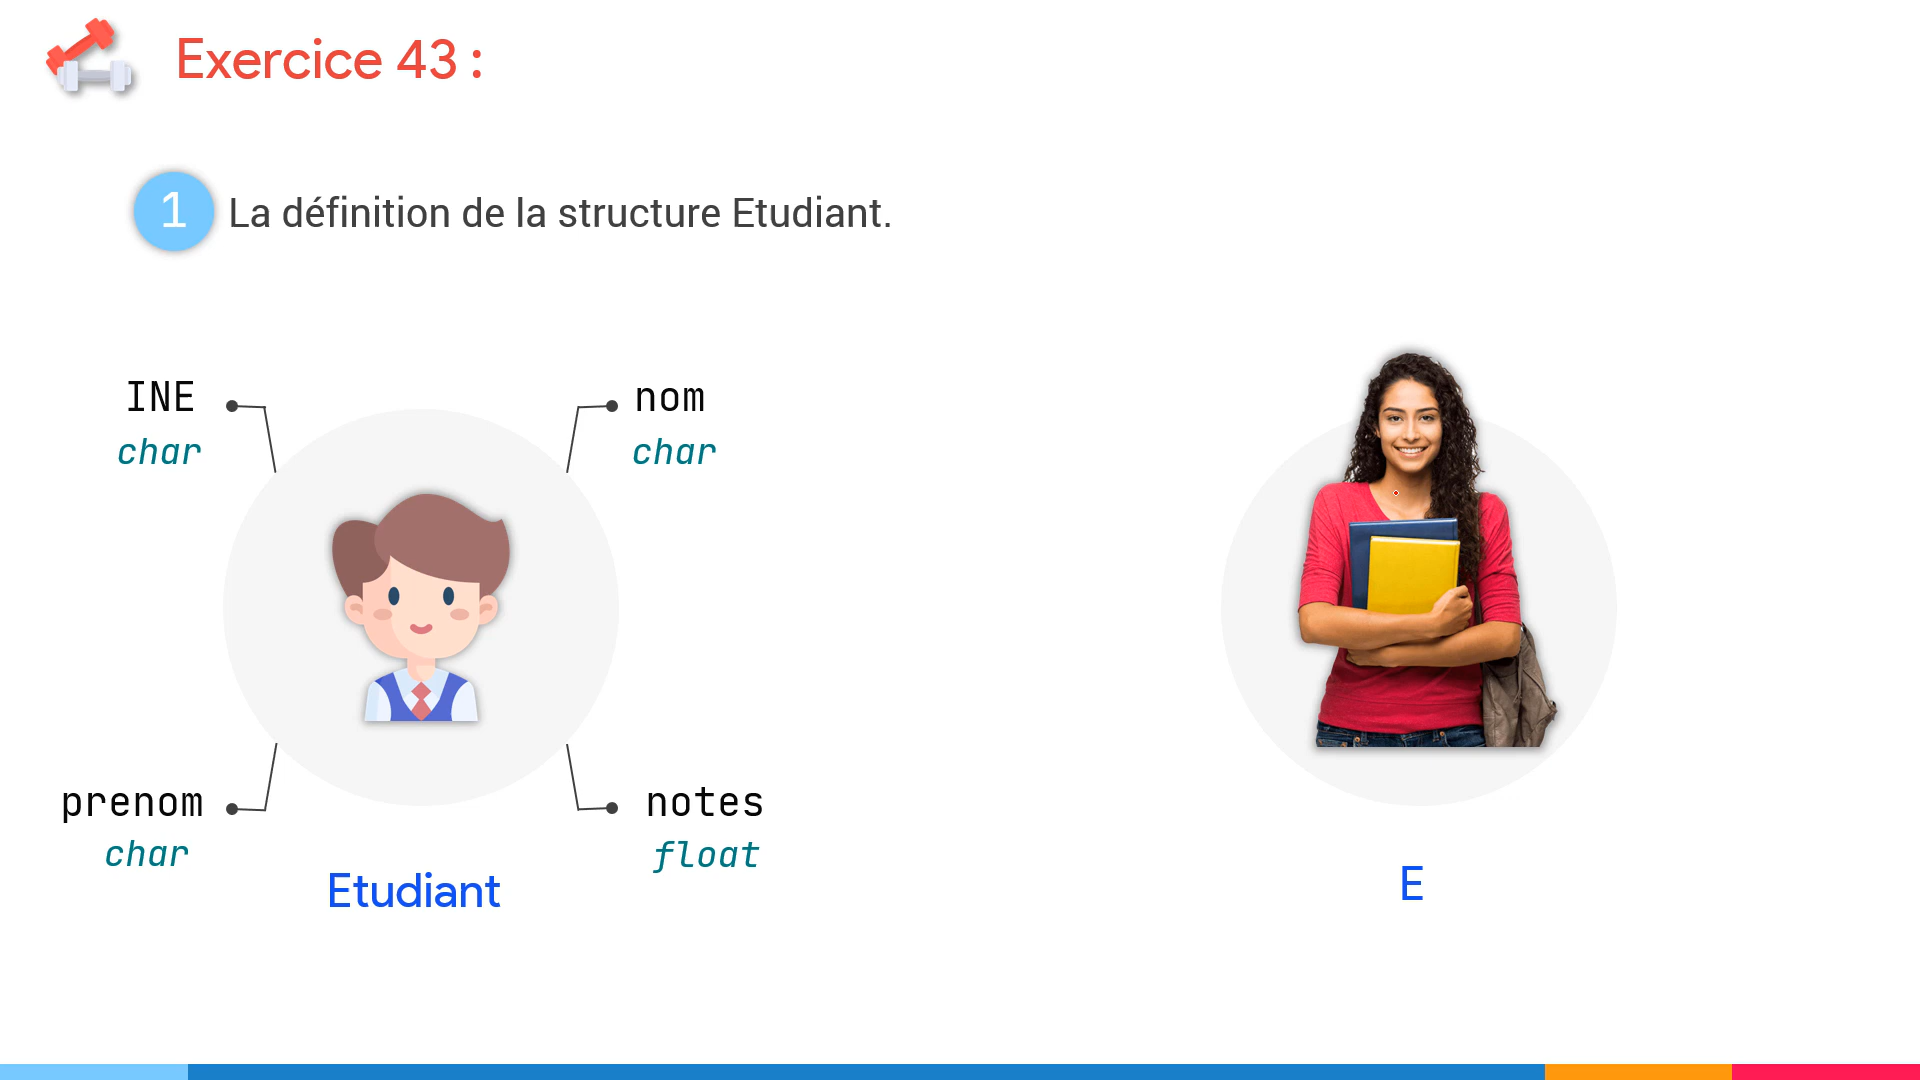 Exercice 43 :
1
La définition de la structure Etudiant.
INE
char
nom
char
prenom
char
notes
float
Etudiant
E